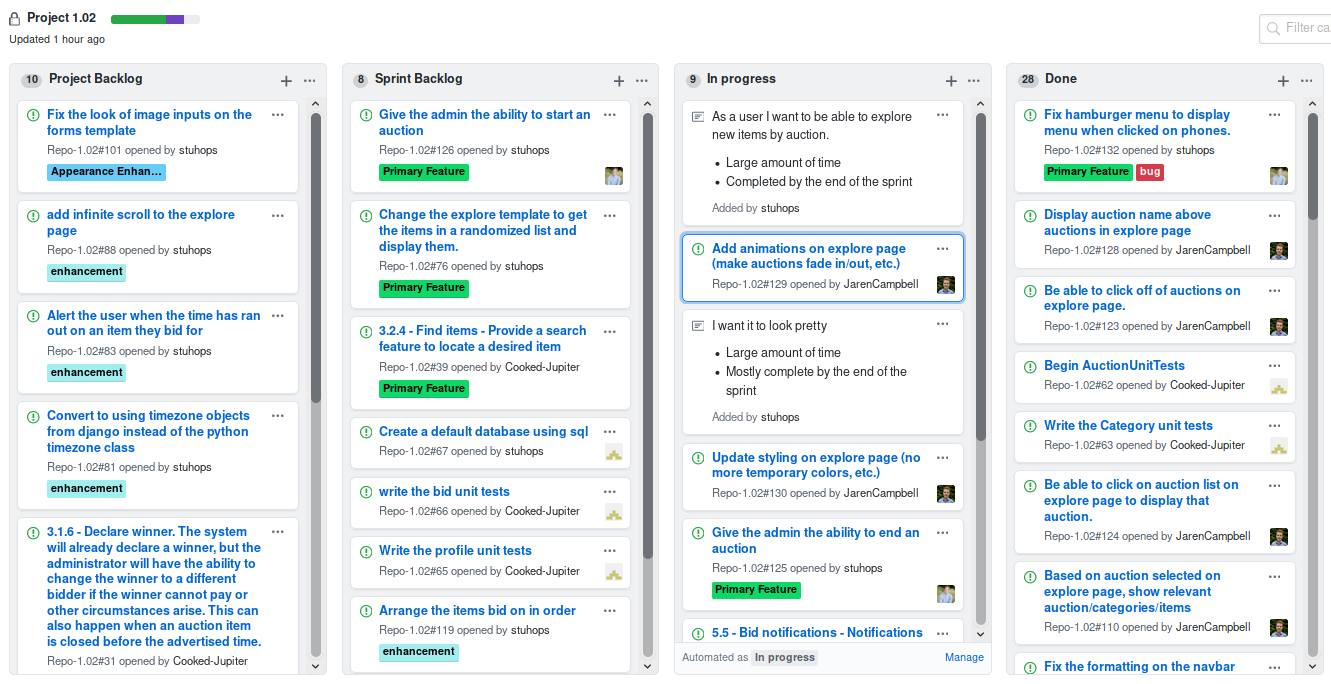 Project 1.02
Updated 1 hour ago
Filter ca
10 Project Backlog
Fix the look of image inputs on the
forms template
Repo-1.02#101 opened by stuhops
Appearance Enhan...
add infinite scroll to the explore
page
Repo-1.02#88 opened by stuhops
enhancement
Alert the user when the time has ran
out on an item they bid for
Repo-1.02#83 opened by stuhops
enhancement
Convert to using timezone objects
from django instead of the python
timezone class
Repo-1.02#81 opened by stuhops
enhancement
3.1.6 - Declare winner. The system
will already declare a winner, but the
administrator will have the ability to
change the winner to a different
bidder if the winner cannot pay or
other circumstances arise. This can
also happen when an auction item
is closed before the advertised time.
Repo-1.02#31 opened by Cooked-Jupiter
8 Sprint Backlog
Give the admin the ability to start an
auction
Repo-1.02#126 opened by stuhops
Primary Feature
Change the explore template to get
the items in a randomized list and
display them.
Repo-1.02#76 opened by stuhops
Primary Feature
3.2.4 - Find items - Provide a search
feature to locate a desired item
Repo-1.02#39 opened by Cooked-Jupiter
Primary Feature
Create a default database using sql
Repo-1.02#67 opened by stuhops
write the bid unit tests
Repo-1.02#66 opened by Cooked-Jupiter
Write the profile unit tests
Repo-1.02#65 opened by Cooked-Jupiter
Arrange the items bid on in order
Repo-1.02#119 opened by stuhops
enhancement
9 In progress
As a user I want to be able to explore
new items by auction.
• Large amount of time
• Completed by the end of the sprint
Added by stuhops
Add animations on explore page
(make auctions fade in/out, etc.)
Repo-1.02#129 opened by JarenCampbell
I want it to look pretty
• Large amount of time
• Mostly complete by the end of the
sprint
Added by stuhops
Update styling on explore page (no
more temporary colors, etc.)
Repo-1.02#130 opened by JarenCampbell
Give the admin the ability to end an
auction
Repo-1.02#125 opened by stuhops
Primary Feature
5.5 - Bid notifications - Notifications
Automated as In progress Manage
28 Done
Fix hamburger menu to display
menu when clicked on phones.
Repo-1.02#132 opened by stuhops
Primary Feature bug
Display auction name above
auctions in explore page
Repo-1.02#128 opened by JarenCampbell
Be able to click off of auctions on
explore page.
Repo-1.02#123 opened by JarenCampbell
Begin AuctionUnitTests
Repo-1.02#62 opened by Cooked-Jupiter
Write the Category unit tests
Repo-1.02#63 opened by Cooked-Jupiter
Be able to click on auction list on
explore page to display that
auction.
Repo-1.02#124 opened by JarenCampbell
Based on auction selected on
explore page, show relevant
auction/categories/items
Repo-1.02#110 opened by JarenCampbell
Fix the formatting on the navbar